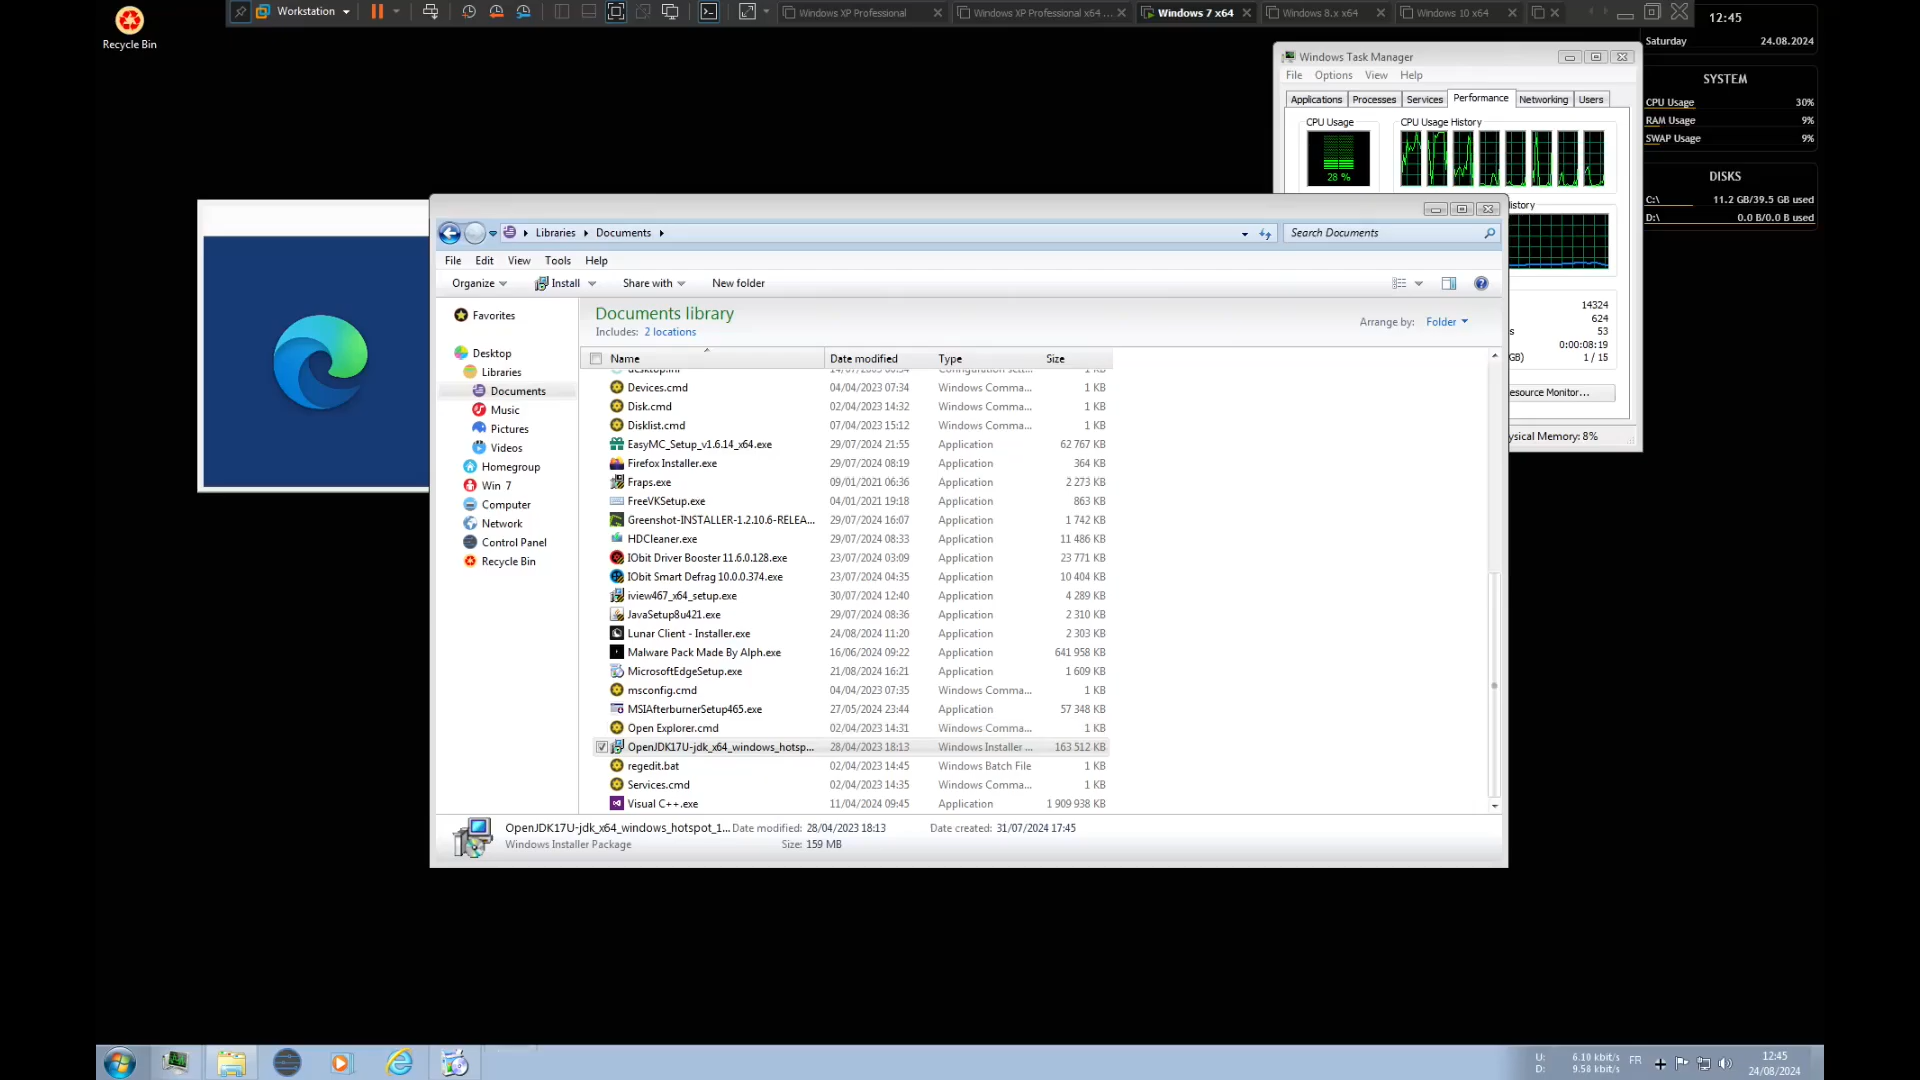 Recycle Bin
Workstation
Windows XP Professional
Windows XP Professional x64 ...
Windows 7 x64
Windows 8.x x64
Windows 10 x64
12:45
Saturday 24.08.2024
SYSTEM
CPU Usage 30%
RAM Usage 9%
SWAP Usage 9%
DISKS
C:\ 11.2 GB/39.5 GB used
D:\ 0.0 B/0.0 B used
Windows Task Manager
File Options View Help
Applications Processes Services Performance Networking Users
CPU Usage CPU Usage History
28 %
istory
14324
624
s 53
0:00:08:19
GB) 1 / 15
esource Monitor...
ysical Memory: 8%
Libraries Documents
Search Documents
File Edit View Tools Help
Organize Install Share with New folder
Favorites
Desktop
Libraries
Documents
Music
Pictures
Videos
Homegroup
Win 7
Computer
Network
Control Panel
Recycle Bin
Documents library
Includes: 2 locations
Arrange by: Folder
Name Date modified Type Size
Devices.cmd 04/04/2023 07:34 Windows Comma... 1 KB
Disk.cmd 02/04/2023 14:32 Windows Comma... 1 KB
Disklist.cmd 07/04/2023 15:12 Windows Comma... 1 KB
EasyMC_Setup_v1.6.14_x64.exe 29/07/2024 21:55 Application 62 767 KB
Firefox Installer.exe 29/07/2024 08:19 Application 364 KB
Fraps.exe 09/01/2021 06:36 Application 2 273 KB
FreeVKSetup.exe 04/01/2021 19:18 Application 863 KB
Greenshot-INSTALLER-1.2.10.6-RELEA... 29/07/2024 16:07 Application 1 742 KB
HDCleaner.exe 29/07/2024 08:33 Application 11 486 KB
IObit Driver Booster 11.6.0.128.exe 23/07/2024 03:09 Application 23 771 KB
IObit Smart Defrag 10.0.0.374.exe 23/07/2024 04:35 Application 10 404 KB
iview467_x64_setup.exe 30/07/2024 12:40 Application 4 289 KB
JavaSetup8u421.exe 29/07/2024 08:36 Application 2 310 KB
Lunar Client - Installer.exe 24/08/2024 11:20 Application 2 303 KB
Malware Pack Made By Alph.exe 16/06/2024 09:22 Application 641 958 KB
MicrosoftEdgeSetup.exe 21/08/2024 16:21 Application 1 609 KB
msconfig.cmd 04/04/2023 07:35 Windows Comma... 1 KB
MSIAfterburnerSetup465.exe 27/05/2024 23:44 Application 57 348 KB
Open Explorer.cmd 02/04/2023 14:31 Windows Comma... 1 KB
OpenJDK17U-jdk_x64_windows_hotsp... 28/04/2023 18:13 Windows Installer ... 163 512 KB
regedit.bat 02/04/2023 14:45 Windows Batch File 1 KB
Services.cmd 02/04/2023 14:35 Windows Comma... 1 KB
Visual C++.exe 11/04/2024 09:45 Application 1 909 938 KB
OpenJDK17U-jdk_x64_windows_hotspot_1... Date modified: 28/04/2023 18:13 Date created: 31/07/2024 17:45
Windows Installer Package Size: 159 MB
U: 6.10 kbit/s
D: 9.58 kbit/s
FR
12:45
24/08/2024